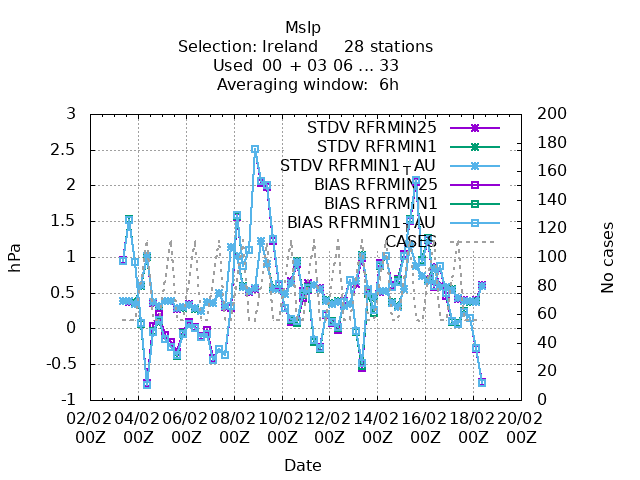 Mslp
Selection: Ireland 28 stations
Used 00 + 03 06 ... 33
Averaging window: 6h
3
2.5
2
1.5
1
0.5
0
-0.5
-1
hPa
200
180
160
140
120
100
80
60
40
20
0
No cases
STDV RFRMIN25
STDV RFRMIN1
STDV RFRMIN1_AU
BIAS RFRMIN25
BIAS RFRMIN1
BIAS RFRMIN1_AU
CASES
02/02 04/02 06/02 08/02 10/02 12/02 14/02 16/02 18/02 20/02
00Z 00Z 00Z 00Z 00Z 00Z 00Z 00Z 00Z 00Z
Date